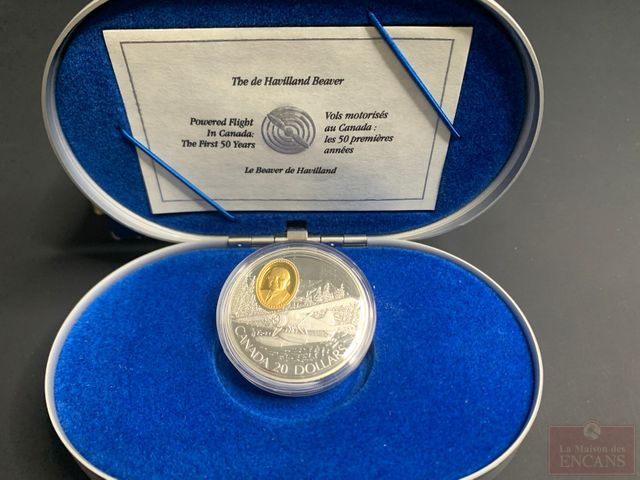 The de Havilland Beaver
Powered Flight
In Canada:
The First 50 Years
Vols motorisés
au Canada :
les 50 premières
années
Le Beaver de Havilland
CANADA 20 DOLLARS
La Maison des
ENCANS